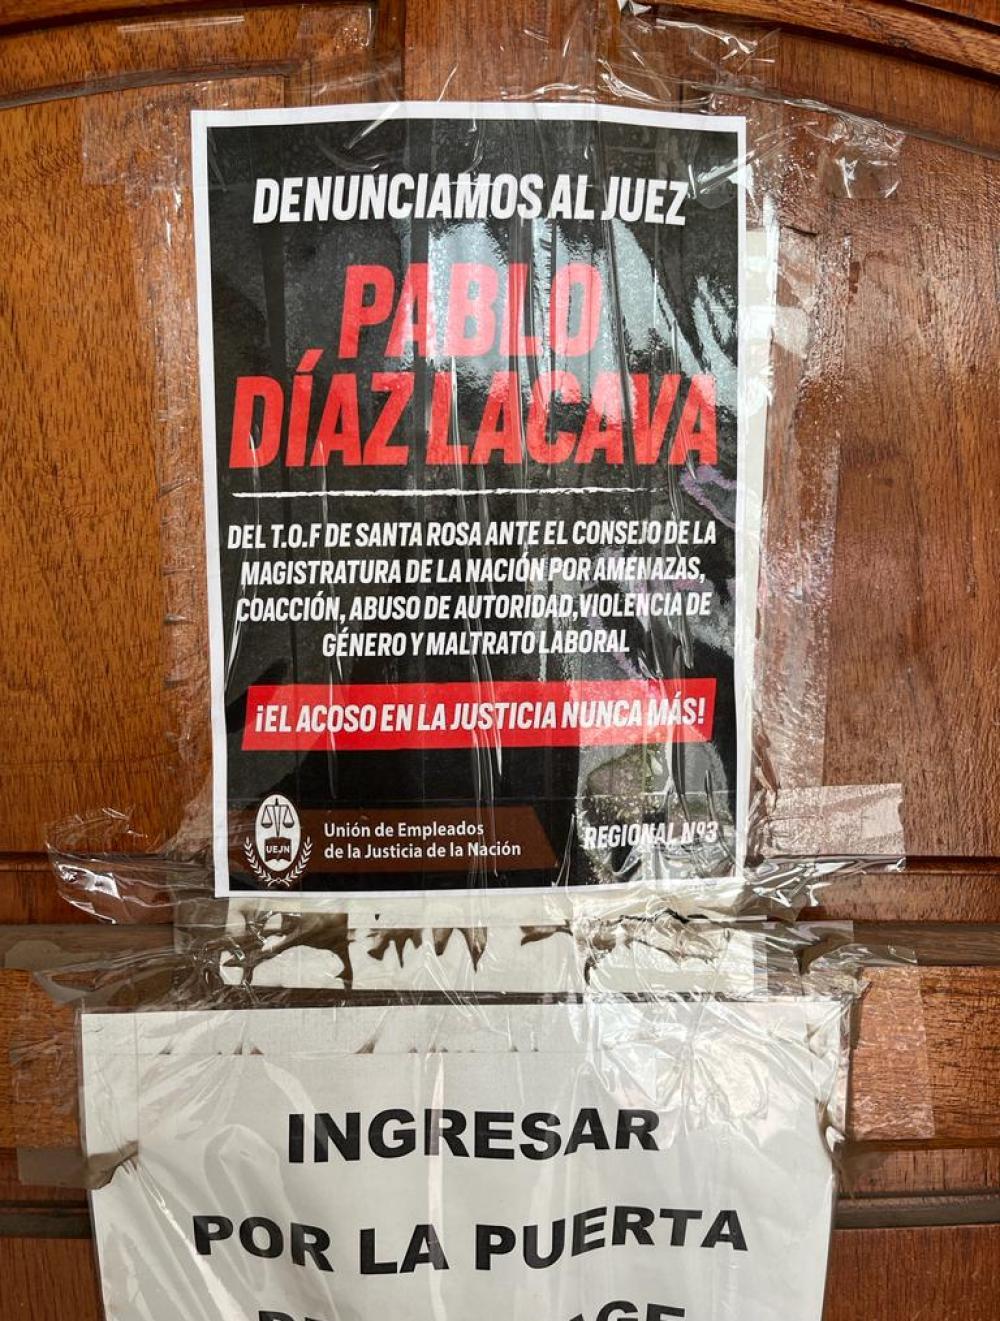 DENUNCIAMOS AL JUEZ
PABLO
DÍAZ LACAVA
DEL T.O.F DE SANTA ROSA ANTE EL CONSEJO DE LA
MAGISTRATURA DE LA NACIÓN POR AMENAZAS,
COACCIÓN, ABUSO DE AUTORIDAD,VIOLENCIA DE
GÉNERO Y MALTRATO LABORAL
¡EL ACOSO EN LA JUSTICIA NUNCA MÁS!
UEJN
Unión de Empleados
de la Justicia de la Nación
REGIONAL Nº3
INGRESAR
POR LA PUERTA